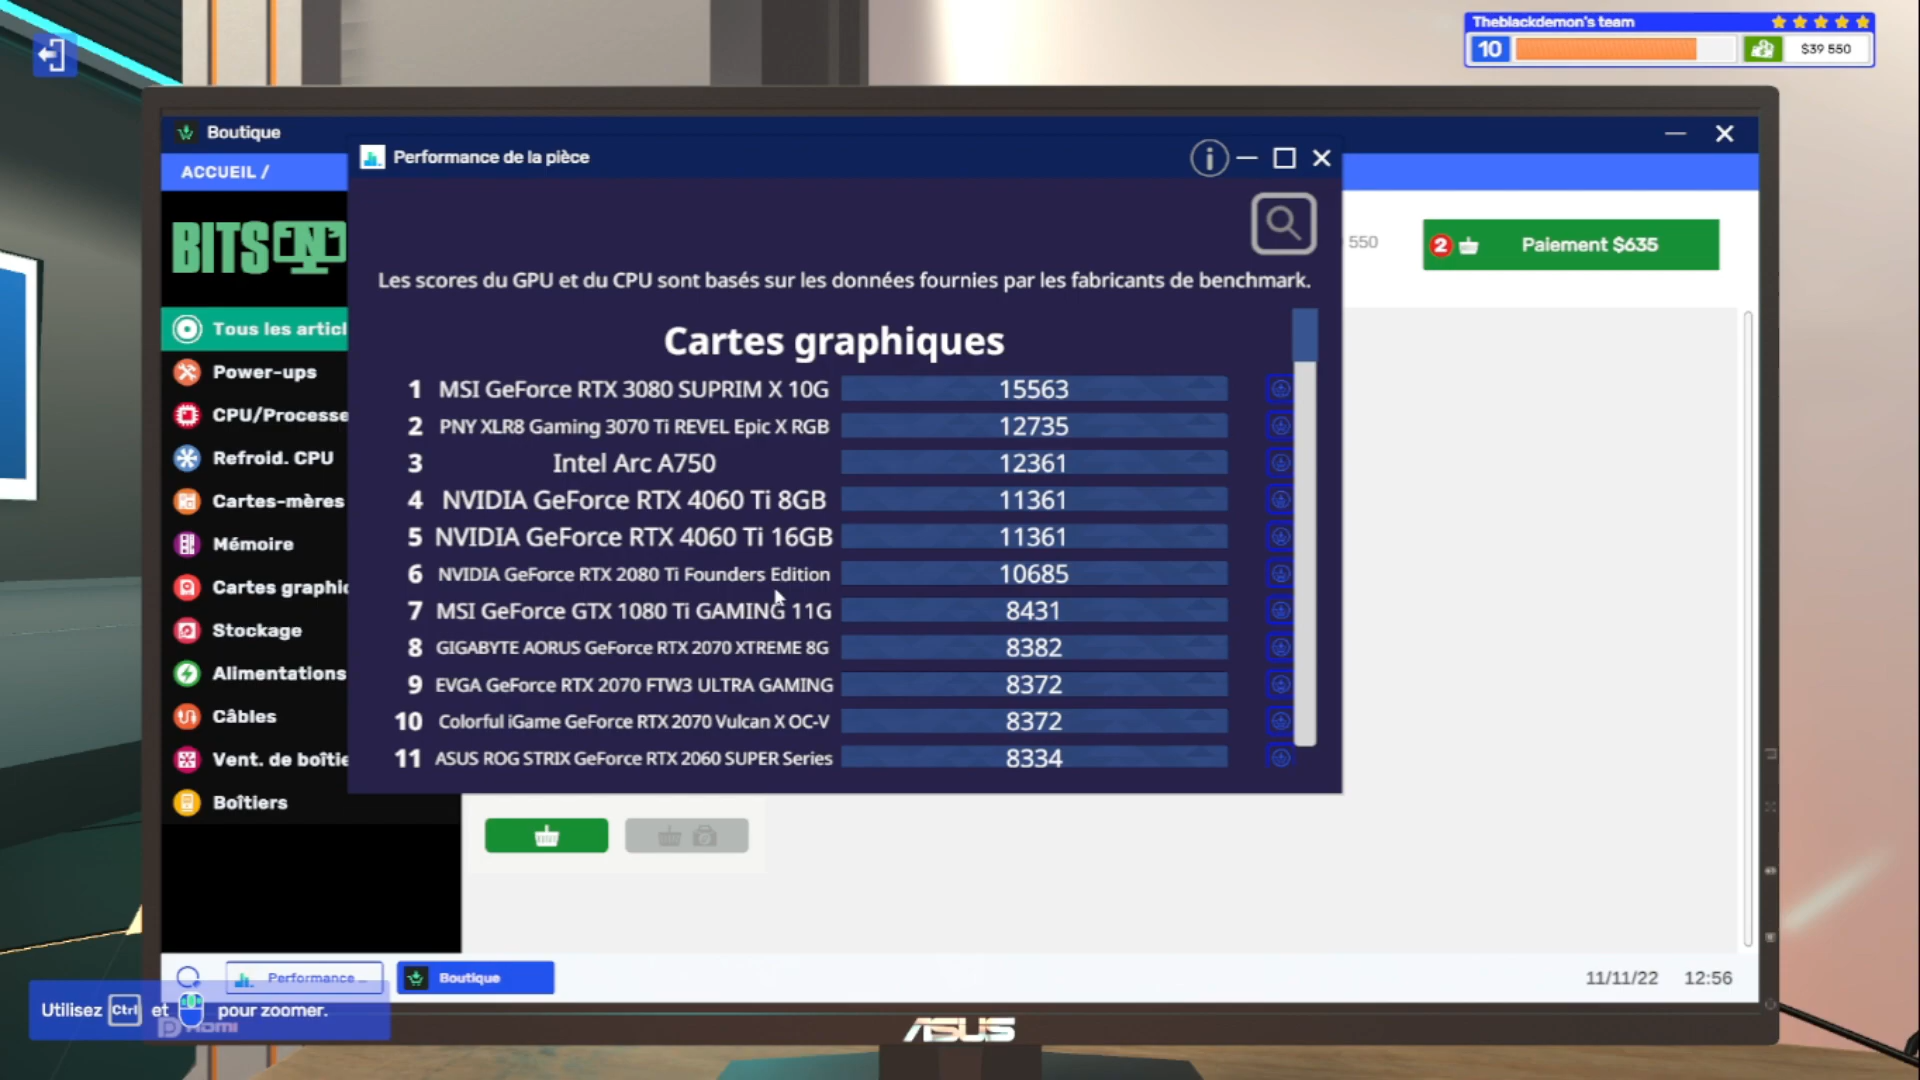 Theblackdemon's team
10
$39 550
Boutique
ACCUEIL /
Performance de la pièce
BITS
550
2
Paiement $635
Les scores du GPU et du CPU sont basés sur les données fournies par les fabricants de benchmark.
Cartes graphiques
Tous les articl
Power-ups
CPU/Processe
Refroid. CPU
Cartes-mères
Mémoire
Cartes graphic
Stockage
Alimentations
Câbles
Vent. de boîtie
Boîtiers
1 MSI GeForce RTX 3080 SUPRIM X 10G 15563
2 PNY XLR8 Gaming 3070 Ti REVEL Epic X RGB 12735
3 Intel Arc A750 12361
4 NVIDIA GeForce RTX 4060 Ti 8GB 11361
5 NVIDIA GeForce RTX 4060 Ti 16GB 11361
6 NVIDIA GeForce RTX 2080 Ti Founders Edition 10685
7 MSI GeForce GTX 1080 Ti GAMING 11G 8431
8 GIGABYTE AORUS GeForce RTX 2070 XTREME 8G 8382
9 EVGA GeForce RTX 2070 FTW3 ULTRA GAMING 8372
10 Colorful iGame GeForce RTX 2070 Vulcan X OC-V 8372
11 ASUS ROG STRIX GeForce RTX 2060 SUPER Series 8334
Performance ...
Boutique
11/11/22 12:56
Utilisez Ctrl et pour zoomer.
HDMI
ASUS